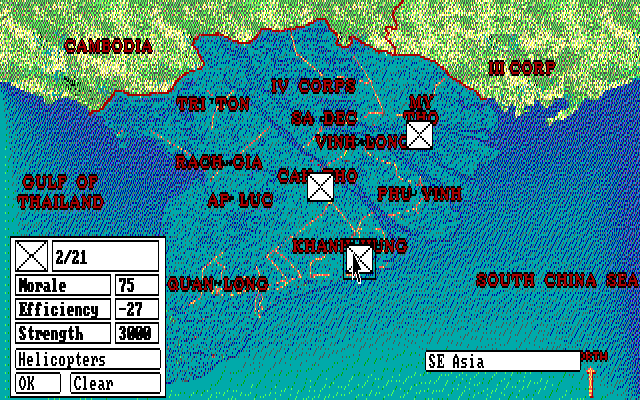 CAMBODIA
III CORP
IV CORPS
TRI TON
MY
SA DEC
THO
VINH LONG
RACH GIA
CAN THO
GULF OF
THAILAND
AP LUC
PHU VINH
KHANH HUNG
2/21
QUAN LONG
SOUTH CHINA SEA
Morale 75
Efficiency -27
Strength 3000
Helicopters
SE Asia
OK Clear